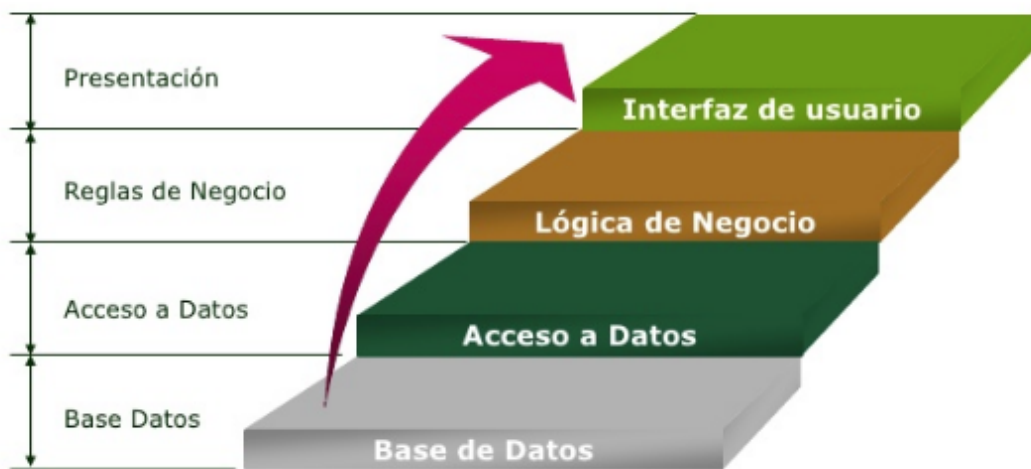 Presentación
Interfaz de usuario
Reglas de Negocio
Lógica de Negocio
Acceso a Datos
Acceso a Datos
Base Datos
Base de Datos